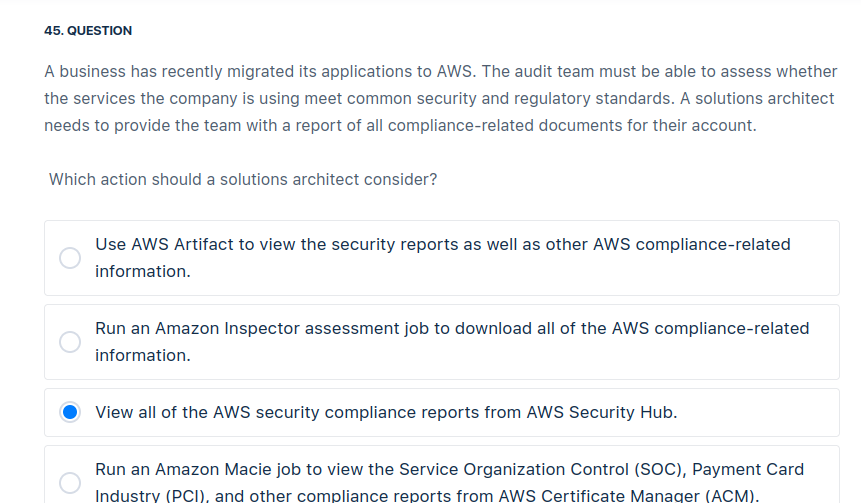 45. QUESTION
A business has recently migrated its applications to AWS. The audit team must be able to assess whether
the services the company is using meet common security and regulatory standards. A solutions architect
needs to provide the team with a report of all compliance-related documents for their account.
Which action should a solutions architect consider?
Use AWS Artifact to view the security reports as well as other AWS compliance-related
information.
Run an Amazon Inspector assessment job to download all of the AWS compliance-related
information.
View all of the AWS security compliance reports from AWS Security Hub.
Run an Amazon Macie job to view the Service Organization Control (SOC), Payment Card
Industry (PCI), and other compliance reports from AWS Certificate Manager (ACM).